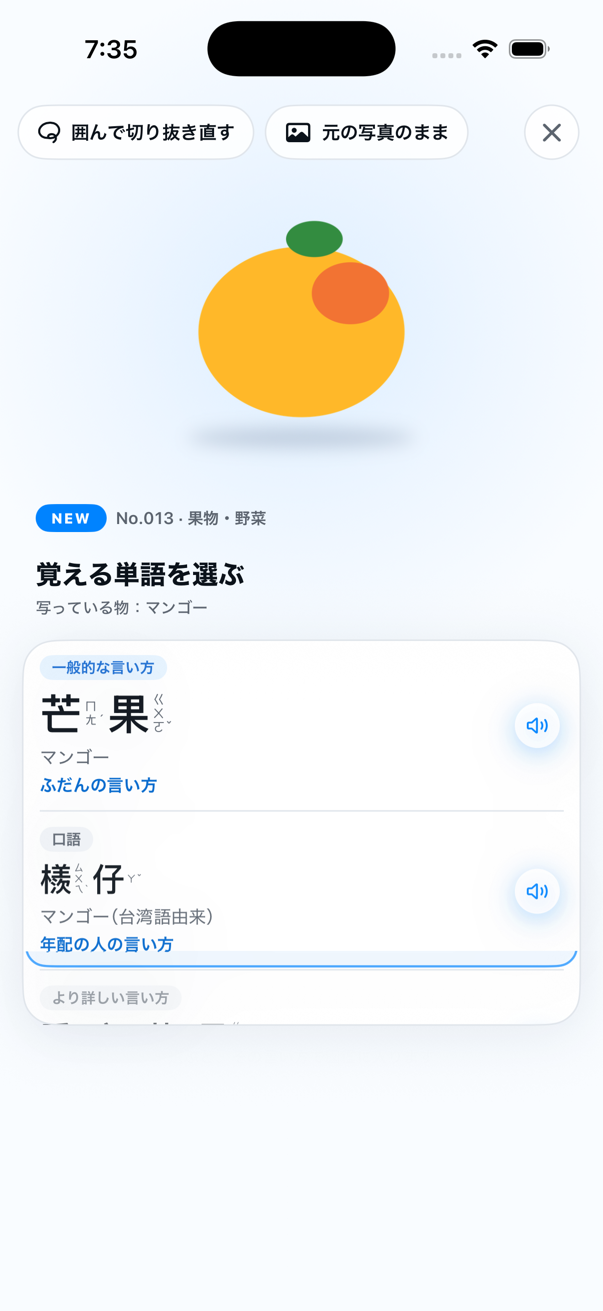 7:35
囲んで切り抜き直す
元の写真のまま
NEW No.013 · 果物・野菜
覚える単語を選ぶ
写っている物：マンゴー
一般的な言い方
芒ㄇㄤˊ果ㄍㄨㄛˇ
マンゴー
ふだんの言い方
口語
檨ㄙㄨㄟˋ仔ㄚˇ
マンゴー（台湾語由来）
年配の人の言い方
より詳しい言い方